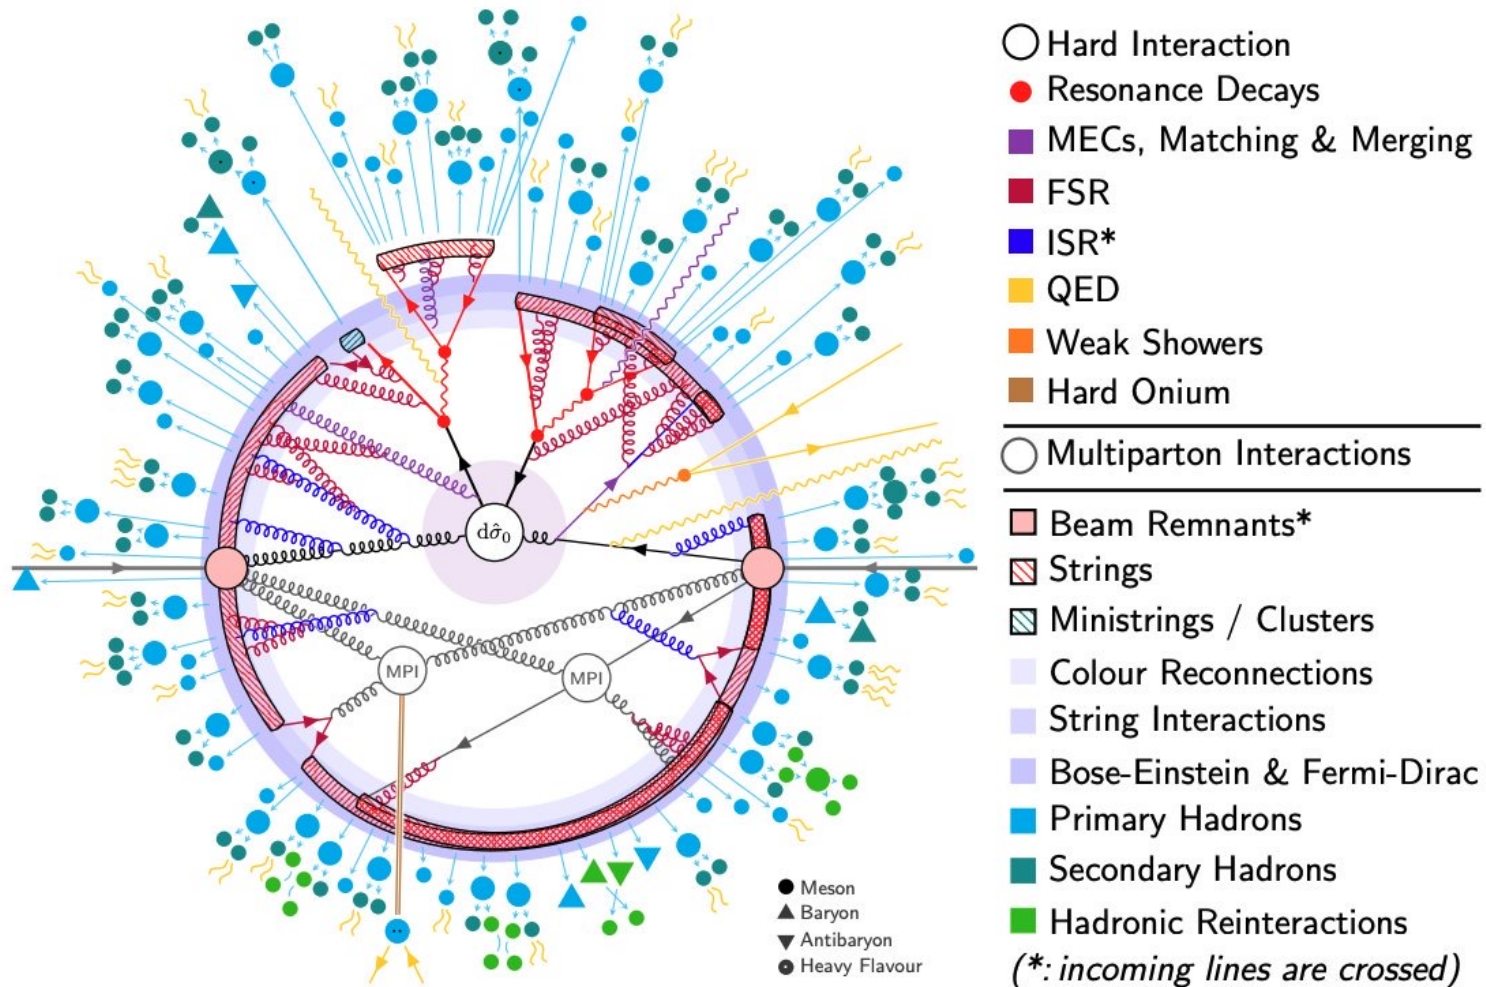 Hard Interaction
Resonance Decays
MECs, Matching & Merging
FSR
ISR*
QED
Weak Showers
Hard Onium
Multiparton Interactions
Beam Remnants*
Strings
Ministrings / Clusters
Colour Reconnections
String Interactions
Bose-Einstein & Fermi-Dirac
Primary Hadrons
Secondary Hadrons
Hadronic Reinteractions
(*: incoming lines are crossed)
dσ̂₀
MPI
MPI
Meson
Baryon
Antibaryon
Heavy Flavour